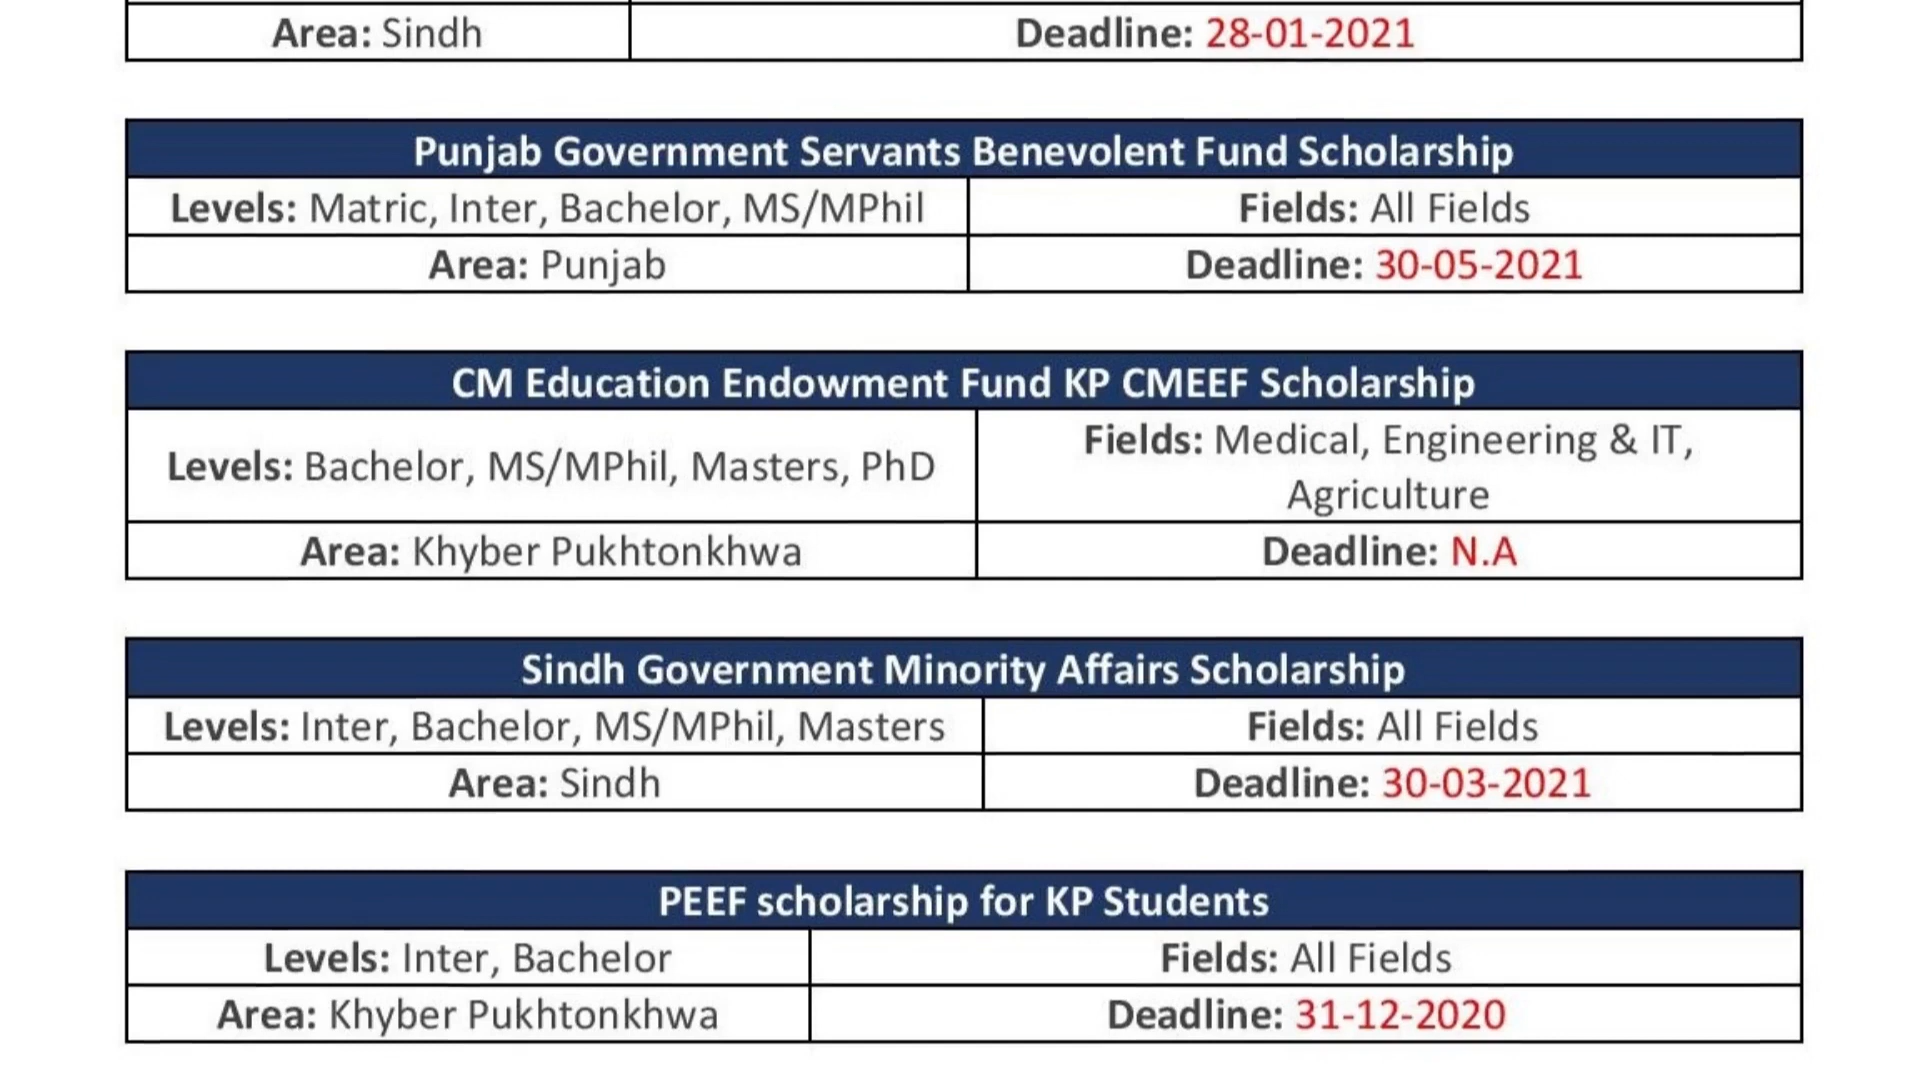 Area: Sindh
Deadline: 28-01-2021
Punjab Government Servants Benevolent Fund Scholarship
Levels: Matric, Inter, Bachelor, MS/MPhil
Fields: All Fields
Area: Punjab
Deadline: 30-05-2021
CM Education Endowment Fund KP CMEEF Scholarship
Levels: Bachelor, MS/MPhil, Masters, PhD
Fields: Medical, Engineering & IT,
Agriculture
Area: Khyber Pukhtonkhwa
Deadline: N.A
Sindh Government Minority Affairs Scholarship
Levels: Inter, Bachelor, MS/MPhil, Masters
Fields: All Fields
Area: Sindh
Deadline: 30-03-2021
PEEF scholarship for KP Students
Levels: Inter, Bachelor
Fields: All Fields
Area: Khyber Pukhtonkhwa
Deadline: 31-12-2020